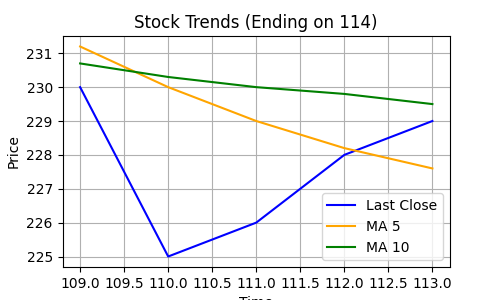 Stock Trends (Ending on 114)
Price
231
230
229
228
227
226
225
Last Close
MA 5
MA 10
109.0 109.5 110.0 110.5 111.0 111.5 112.0 112.5 113.0
Time